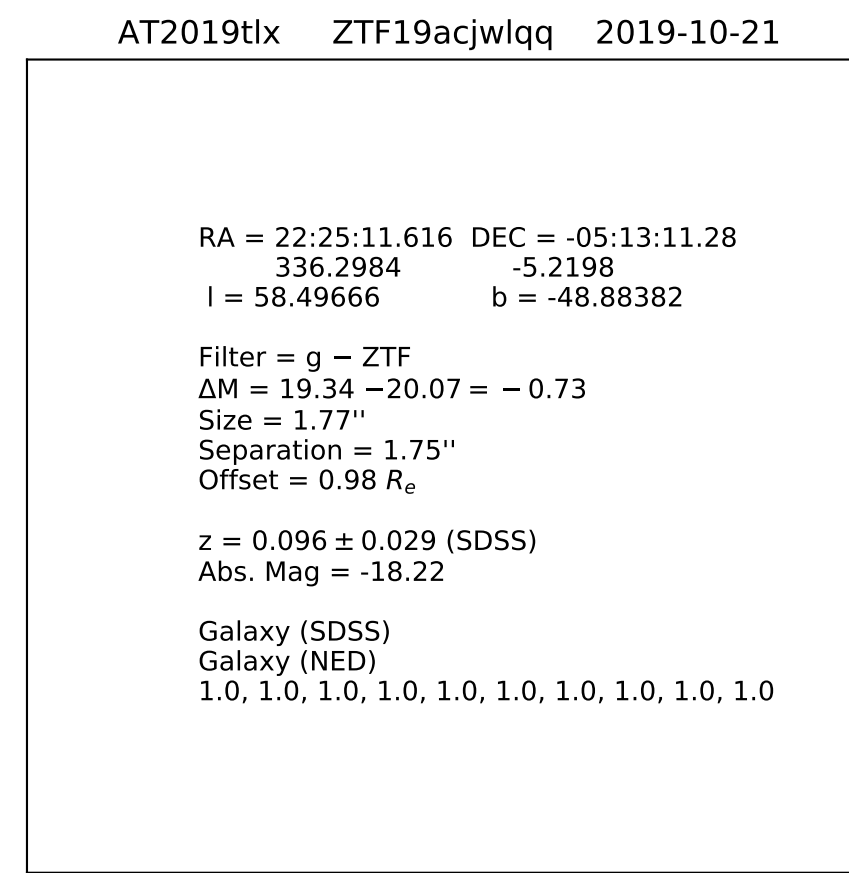 AT2019tlx ZTF19acjwlqq 2019-10-21
RA = 22:25:11.616 DEC = -05:13:11.28
336.2984 -5.2198
l = 58.49666 b = -48.88382
Filter = g − ZTF
ΔM = 19.34 −20.07 = − 0.73
Size = 1.77''
Separation = 1.75''
Offset = 0.98 Rₑ
z = 0.096 ± 0.029 (SDSS)
Abs. Mag = -18.22
Galaxy (SDSS)
Galaxy (NED)
1.0, 1.0, 1.0, 1.0, 1.0, 1.0, 1.0, 1.0, 1.0, 1.0